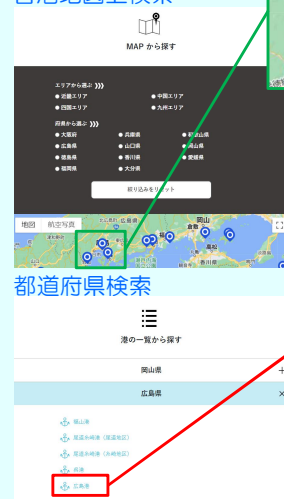 MAP から探す
エリアから選ぶ 》》》
● 近畿エリア ● 中国エリア
● 四国エリア ● 九州エリア
府県から選ぶ 》》》
● 大阪府 ● 兵庫県 ● 和歌山県
● 広島県 ● 山口県 ● 岡山県
● 徳島県 ● 香川県 ● 愛媛県
● 福岡県 ● 大分県
絞り込みをリセット
地図 航空写真
岡山
倉敷
高松
香川県
都道府県検索
港の一覧から探す
岡山県 +
広島県 ×
福山港
尾道糸崎港（尾道地区）
尾道糸崎港（糸崎地区）
呉港
広島港